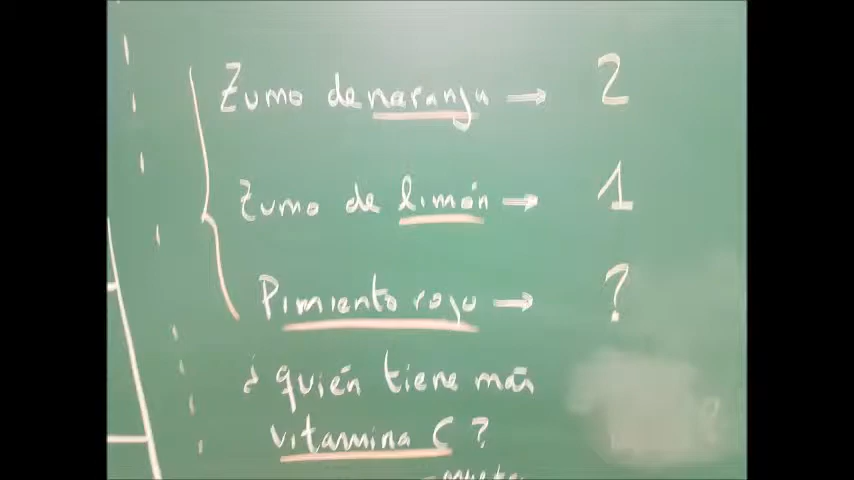 Zumo de naranja → 2
Zumo de limón → 1
Pimiento rojo → ?
¿quién tiene más
vitamina C?